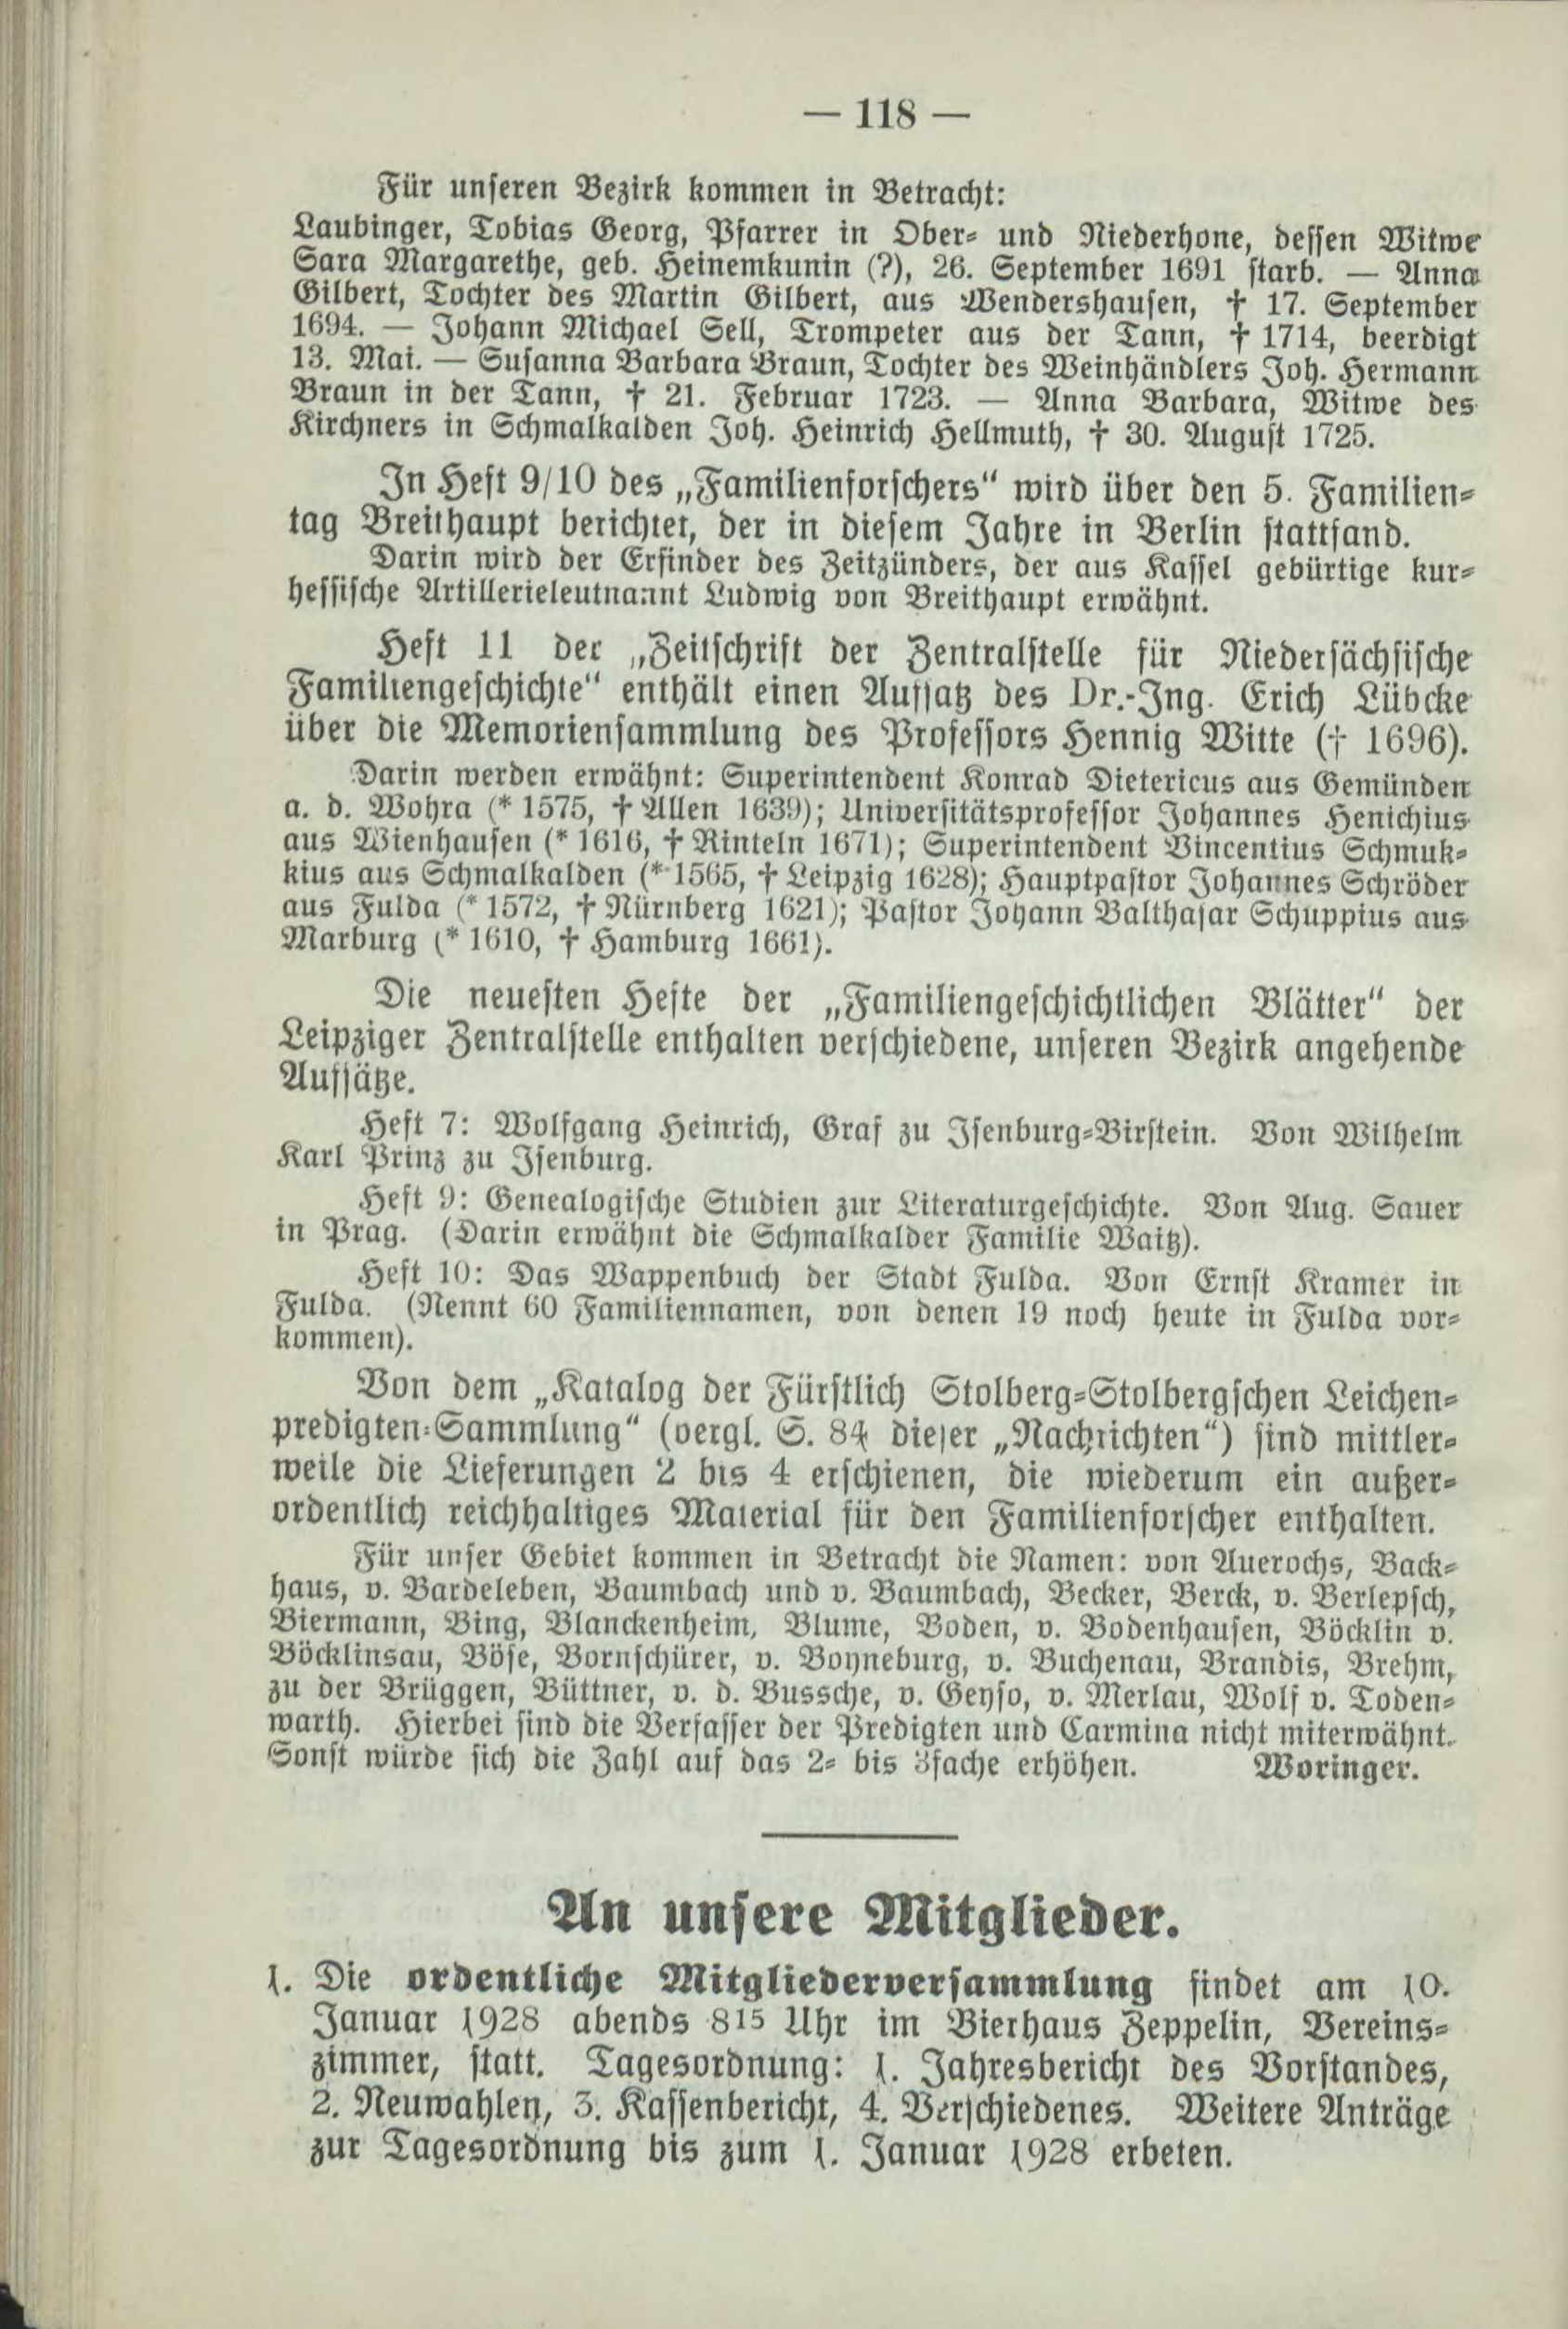 — 118 —
Für unseren Bezirk kommen in Betracht:
Laubinger, Tobias Georg, Pfarrer in Ober- und Niederhone, dessen Witwe
Sara Margarethe, geb. Heinemkunin (?), 26. September 1691 starb. — Anna
Gilbert, Tochter des Martin Gilbert, aus Wendershausen, † 17. September
1694. — Johann Michael Sell, Trompeter aus der Tann, † 1714, beerdigt
13. Mai. — Susanna Barbara Braun, Tochter des Weinhändlers Joh. Hermann
Braun in der Tann, † 21. Februar 1723. — Anna Barbara, Witwe des
Kirchners in Schmalkalden Joh. Heinrich Hellmuth, † 30. August 1725.
In Heft 9/10 des „Familienforschers“ wird über den 5. Familien-
tag Breithaupt berichtet, der in diesem Jahre in Berlin stattfand.
Darin wird der Erfinder des Zeitzünders, der aus Kassel gebürtige kur-
hessische Artillerieleutnannt Ludwig von Breithaupt erwähnt.
Heft 11 der „Zeitschrift der Zentralstelle für Niedersächsische
Familiengeschichte“ enthält einen Aufsatz des Dr.-Ing. Erich Lübcke
über die Memoriensammlung des Professors Hennig Witte († 1696).
Darin werden erwähnt: Superintendent Konrad Dietericus aus Gemünden
a. d. Wohra (* 1575, † Allen 1639); Universitätsprofessor Johannes Henichius
aus Wienhausen (* 1616, † Rinteln 1671); Superintendent Vincentius Schmuk-
kius aus Schmalkalden (* 1565, † Leipzig 1628); Hauptpastor Johannes Schröder
aus Fulda (* 1572, † Nürnberg 1621); Pastor Johann Balthasar Schuppius aus
Marburg (* 1610, † Hamburg 1661).
Die neuesten Hefte der „Familiengeschichtlichen Blätter“ der
Leipziger Zentralstelle enthalten verschiedene, unseren Bezirk angehende
Aufsätze.
Heft 7: Wolfgang Heinrich, Graf zu Isenburg-Birstein. Von Wilhelm
Karl Prinz zu Isenburg.
Heft 9: Genealogische Studien zur Literaturgeschichte. Von Aug. Sauer
in Prag. (Darin erwähnt die Schmalkalder Familie Waitz).
Heft 10: Das Wappenbuch der Stadt Fulda. Von Ernst Kramer in
Fulda. (Nennt 60 Familiennamen, von denen 19 noch heute in Fulda vor-
kommen).
Von dem „Katalog der Fürstlich Stolberg-Stolbergschen Leichen-
predigten-Sammlung“ (vergl. S. 84 dieser „Nachrichten“) sind mittler-
weile die Lieferungen 2 bis 4 erschienen, die wiederum ein außer-
ordentlich reichhaltiges Material für den Familienforscher enthalten.
Für unser Gebiet kommen in Betracht die Namen: von Auerochs, Back-
haus, v. Bardeleben, Baumbach und v. Baumbach, Becker, Berck, v. Berlepsch,
Biermann, Bing, Blanckenheim, Blume, Boden, v. Bodenhausen, Böcklin v.
Böcklinsau, Böse, Bornschürer, v. Boyneburg, v. Buchenau, Brandis, Brehm,
zu der Brüggen, Büttner, v. d. Bussche, v. Geyso, v. Merlau, Wolf v. Toden-
warth. Hierbei sind die Verfasser der Predigten und Carmina nicht miterwähnt.
Sonst würde sich die Zahl auf das 2- bis 3fache erhöhen. Woringer.
An unsere Mitglieder.
1. Die ordentliche Mitgliederversammlung findet am 10.
Januar 1928 abends 815 Uhr im Bierhaus Zeppelin, Vereins-
zimmer, statt. Tagesordnung: 1. Jahresbericht des Vorstandes,
2. Neuwahlen, 3. Kassenbericht, 4. Verschiedenes. Weitere Anträge
zur Tagesordnung bis zum 1. Januar 1928 erbeten.